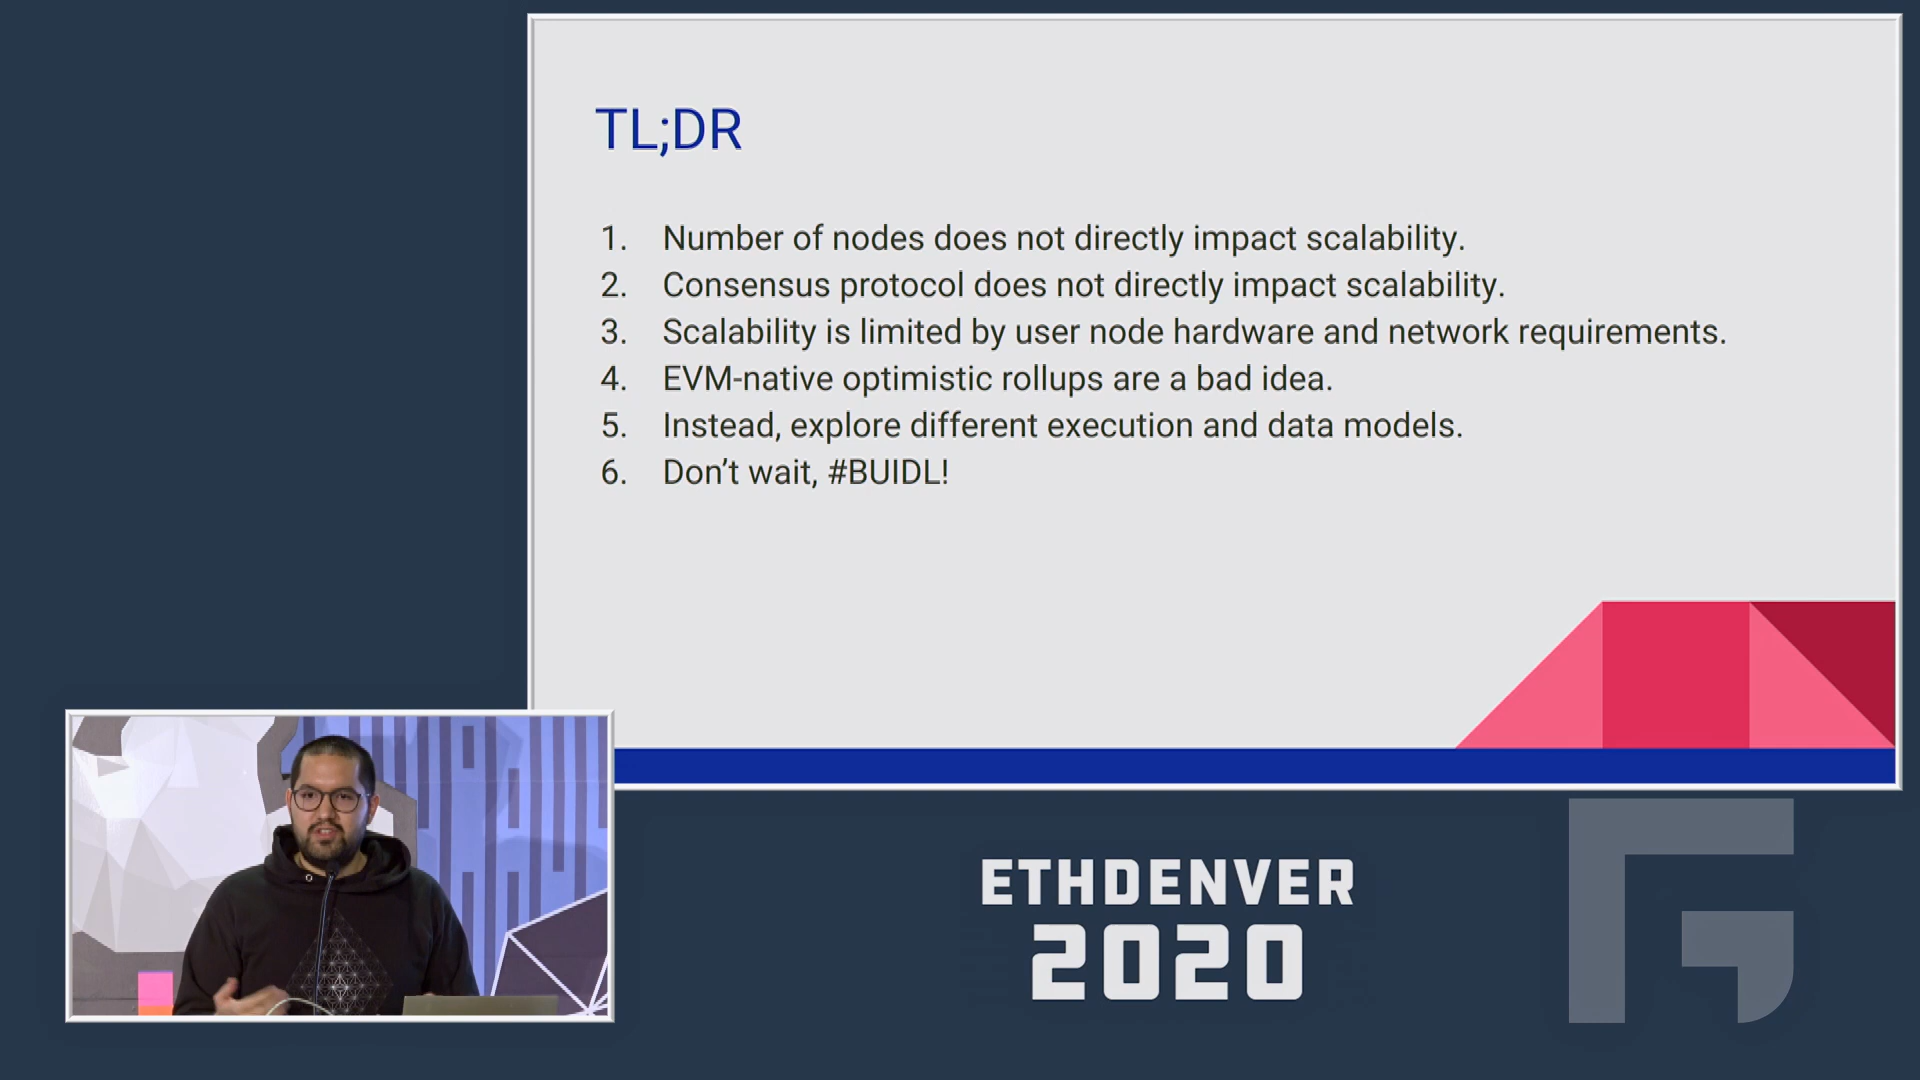 TL;DR
1. Number of nodes does not directly impact scalability.
2. Consensus protocol does not directly impact scalability.
3. Scalability is limited by user node hardware and network requirements.
4. EVM-native optimistic rollups are a bad idea.
5. Instead, explore different execution and data models.
6. Don’t wait, #BUIDL!
ETHDENVER
2020